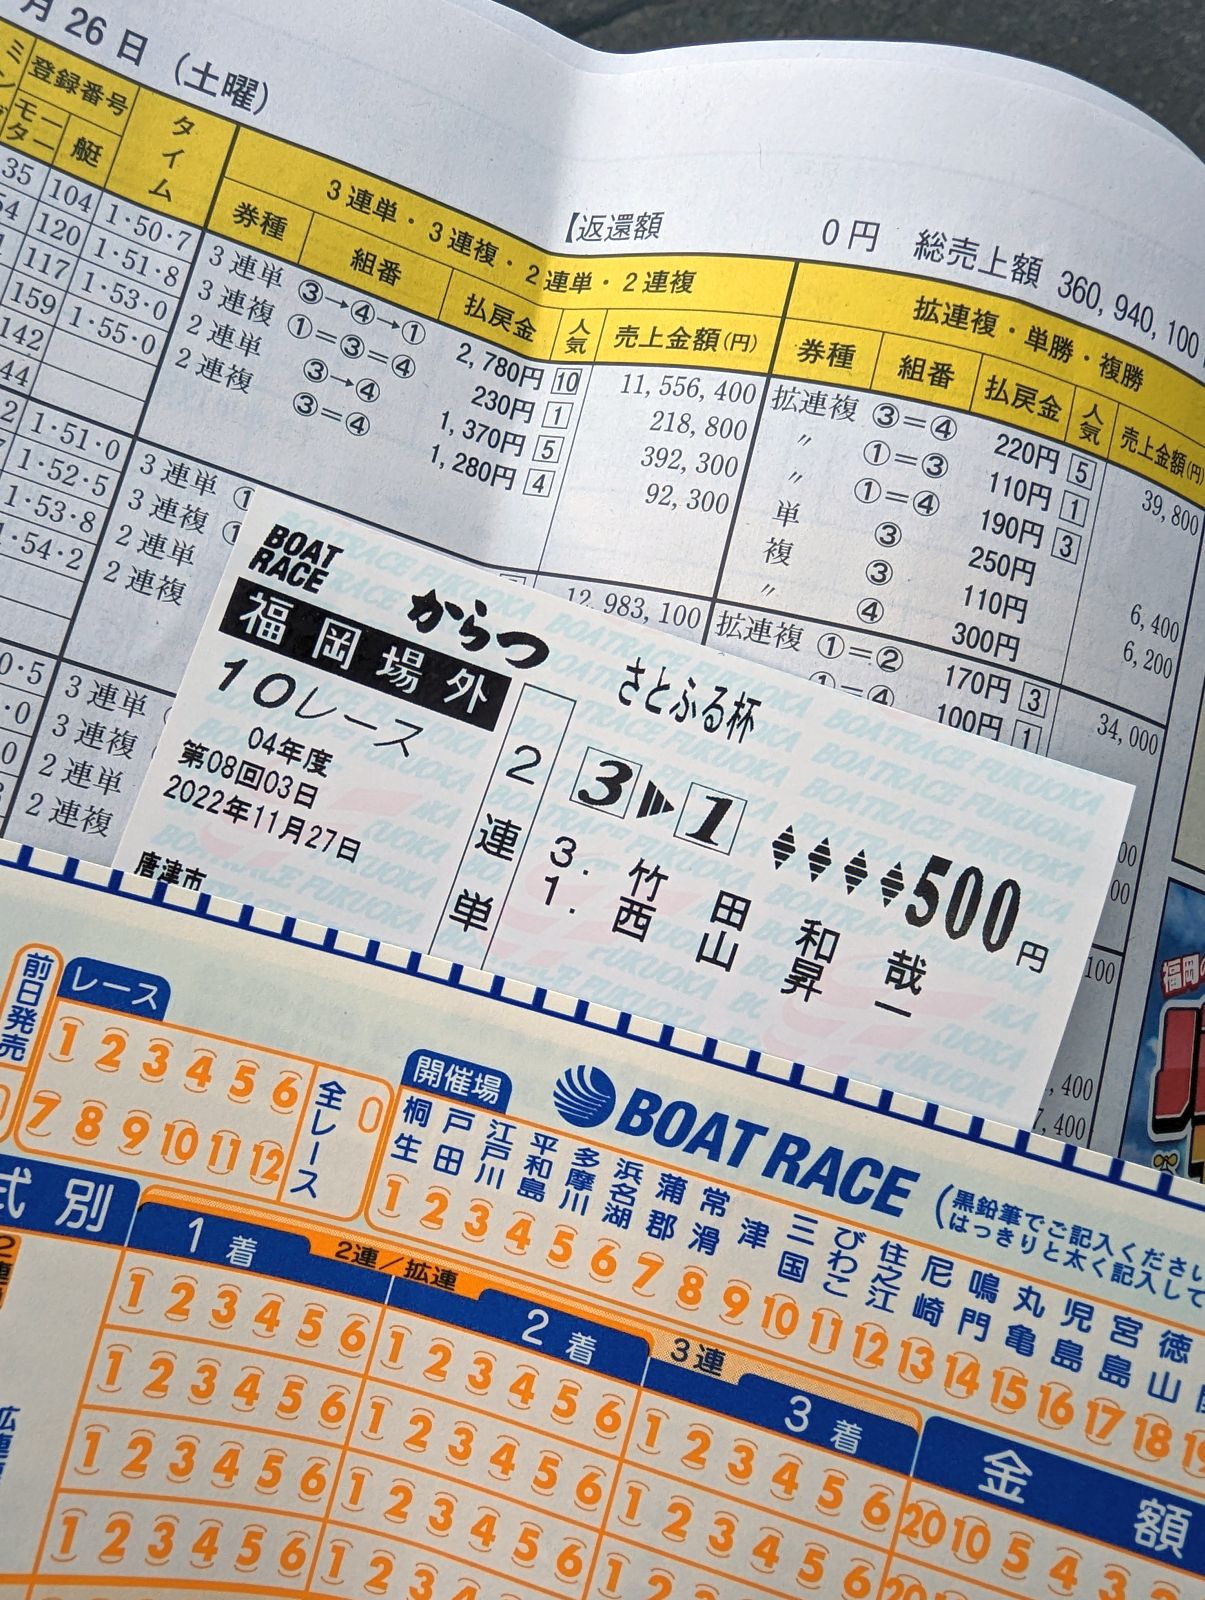 月26日（土曜）
【返還額 0円 総売上額 360,940,100
登録番号 タイム 3連単・3連複・2連単・2連複 拡連複・単勝・複勝
モーター 艇 券種 組番 払戻金 人気 売上金額(円) 券種 組番 払戻金 人気 売上金額(円)
35 104 1・50・7 3連単 ③→④→① 2,780円 10 11,556,400 拡連複 ③＝④ 220円 5 39,800
54 120 1・51・8 3連複 ①＝③＝④ 230円 1 218,800 〃 ①＝③ 110円 1
117 1・53・0 2連単 ③→④ 1,370円 5 392,300 〃 ①＝④ 190円 3
159 1・55・0 2連複 ③＝④ 1,280円 4 92,300 単 ③ 250円 6,400
142 複 ③ 110円 6,200
44 〃 ④ 300円
1・51・0 3連単 ① 12,983,100 拡連複 ①＝② 170円 3 34,000
1・52・5 3連複 ① ①＝④ 100円 1
1・53・8 2連単
1・54・2 2連複
0・5 3連単
3連複
2連単
2連複
BOAT RACE
からつ さとふる杯
福岡場外
10レース
04年度
第08回03日
2022年11月27日
唐津市
2連単
3▶1 500円
3. 竹田和哉
1. 西山昇一
前日発売
レース
1 2 3 4 5 6
7 8 9 10 11 12
全レース
開催場 BOAT RACE （黒鉛筆でご記入ください
はっきりと太く記入して
桐生 戸田 江戸川 平和島 多摩川 浜名湖 蒲郡 常滑 津 三国 びわこ 住之江 尼崎 鳴門 丸亀 児島 宮島 徳山
1 2 3 4 5 6 7 8 9 10 11 12 13 14 15 16 17 18 19
式別 1着 2連／拡連 2着 3連 3着 金額
1 2 3 4 5 6 1 2 3 4 5 6 1 2 3 4 5 6 20 10 5 4 3 2
1 2 3 4 5 6 1 2 3 4 5 6 1 2 3 4 5 6 20
1 2 3 4 5 6 1 2 3 4 5 6 1 2
1 2 3 4 5 6 1 2 3 4